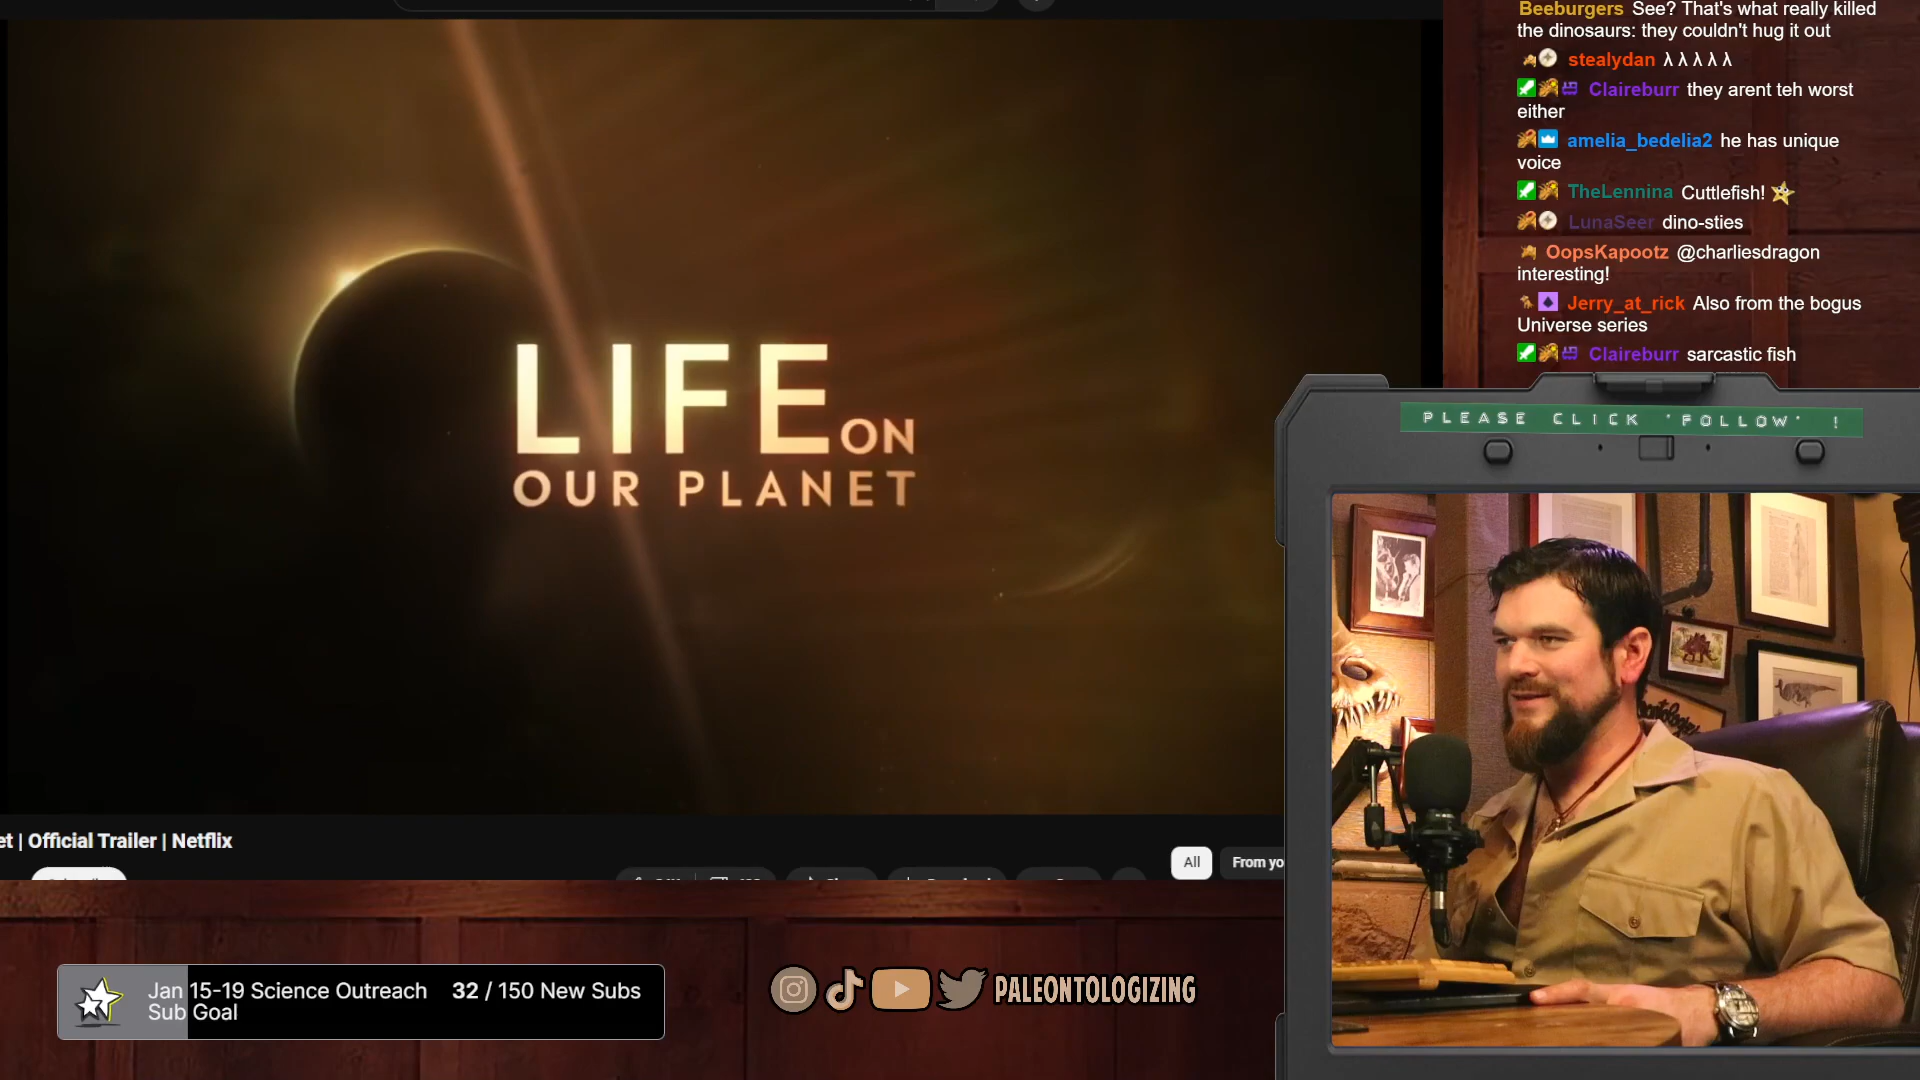 Beeburgers See? That's what really killed
the dinosaurs: they couldn't hug it out
stealydan λ λ λ λ λ
Claireburr they arent teh worst
either
amelia_bedelia2 he has unique
voice
TheLennina Cuttlefish!
LunaSeer dino-sties
OopsKapootz @charliesdragon
interesting!
Jerry_at_rick Also from the bogus
Universe series
Claireburr sarcastic fish
LIFE ON
OUR PLANET
PLEASE CLICK "FOLLOW" !
et | Official Trailer | Netflix
All
From yo
Jan 15-19 Science Outreach 32 / 150 New Subs
Sub Goal
PALEONTOLOGIZING